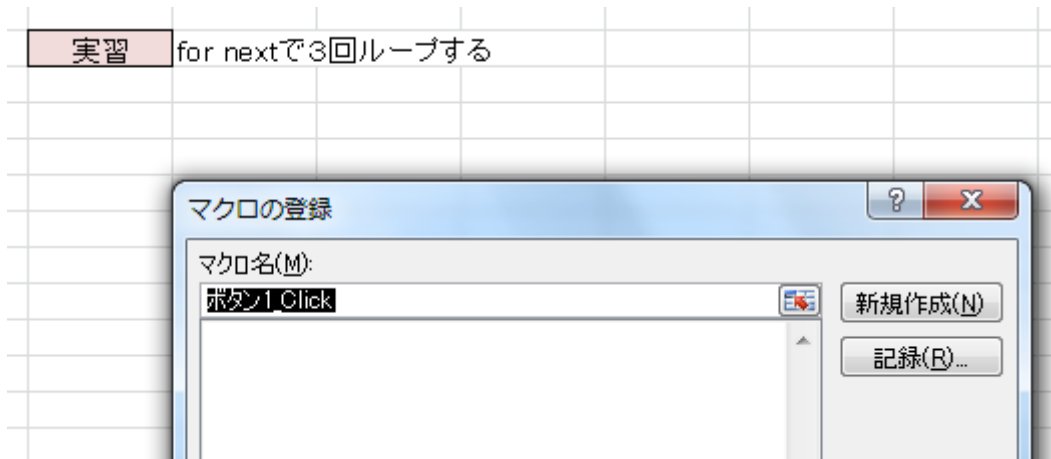 実習 for nextで3回ループする
マクロの登録
マクロ名(M):
ボタン1_Click
新規作成(N)
記録(R)...